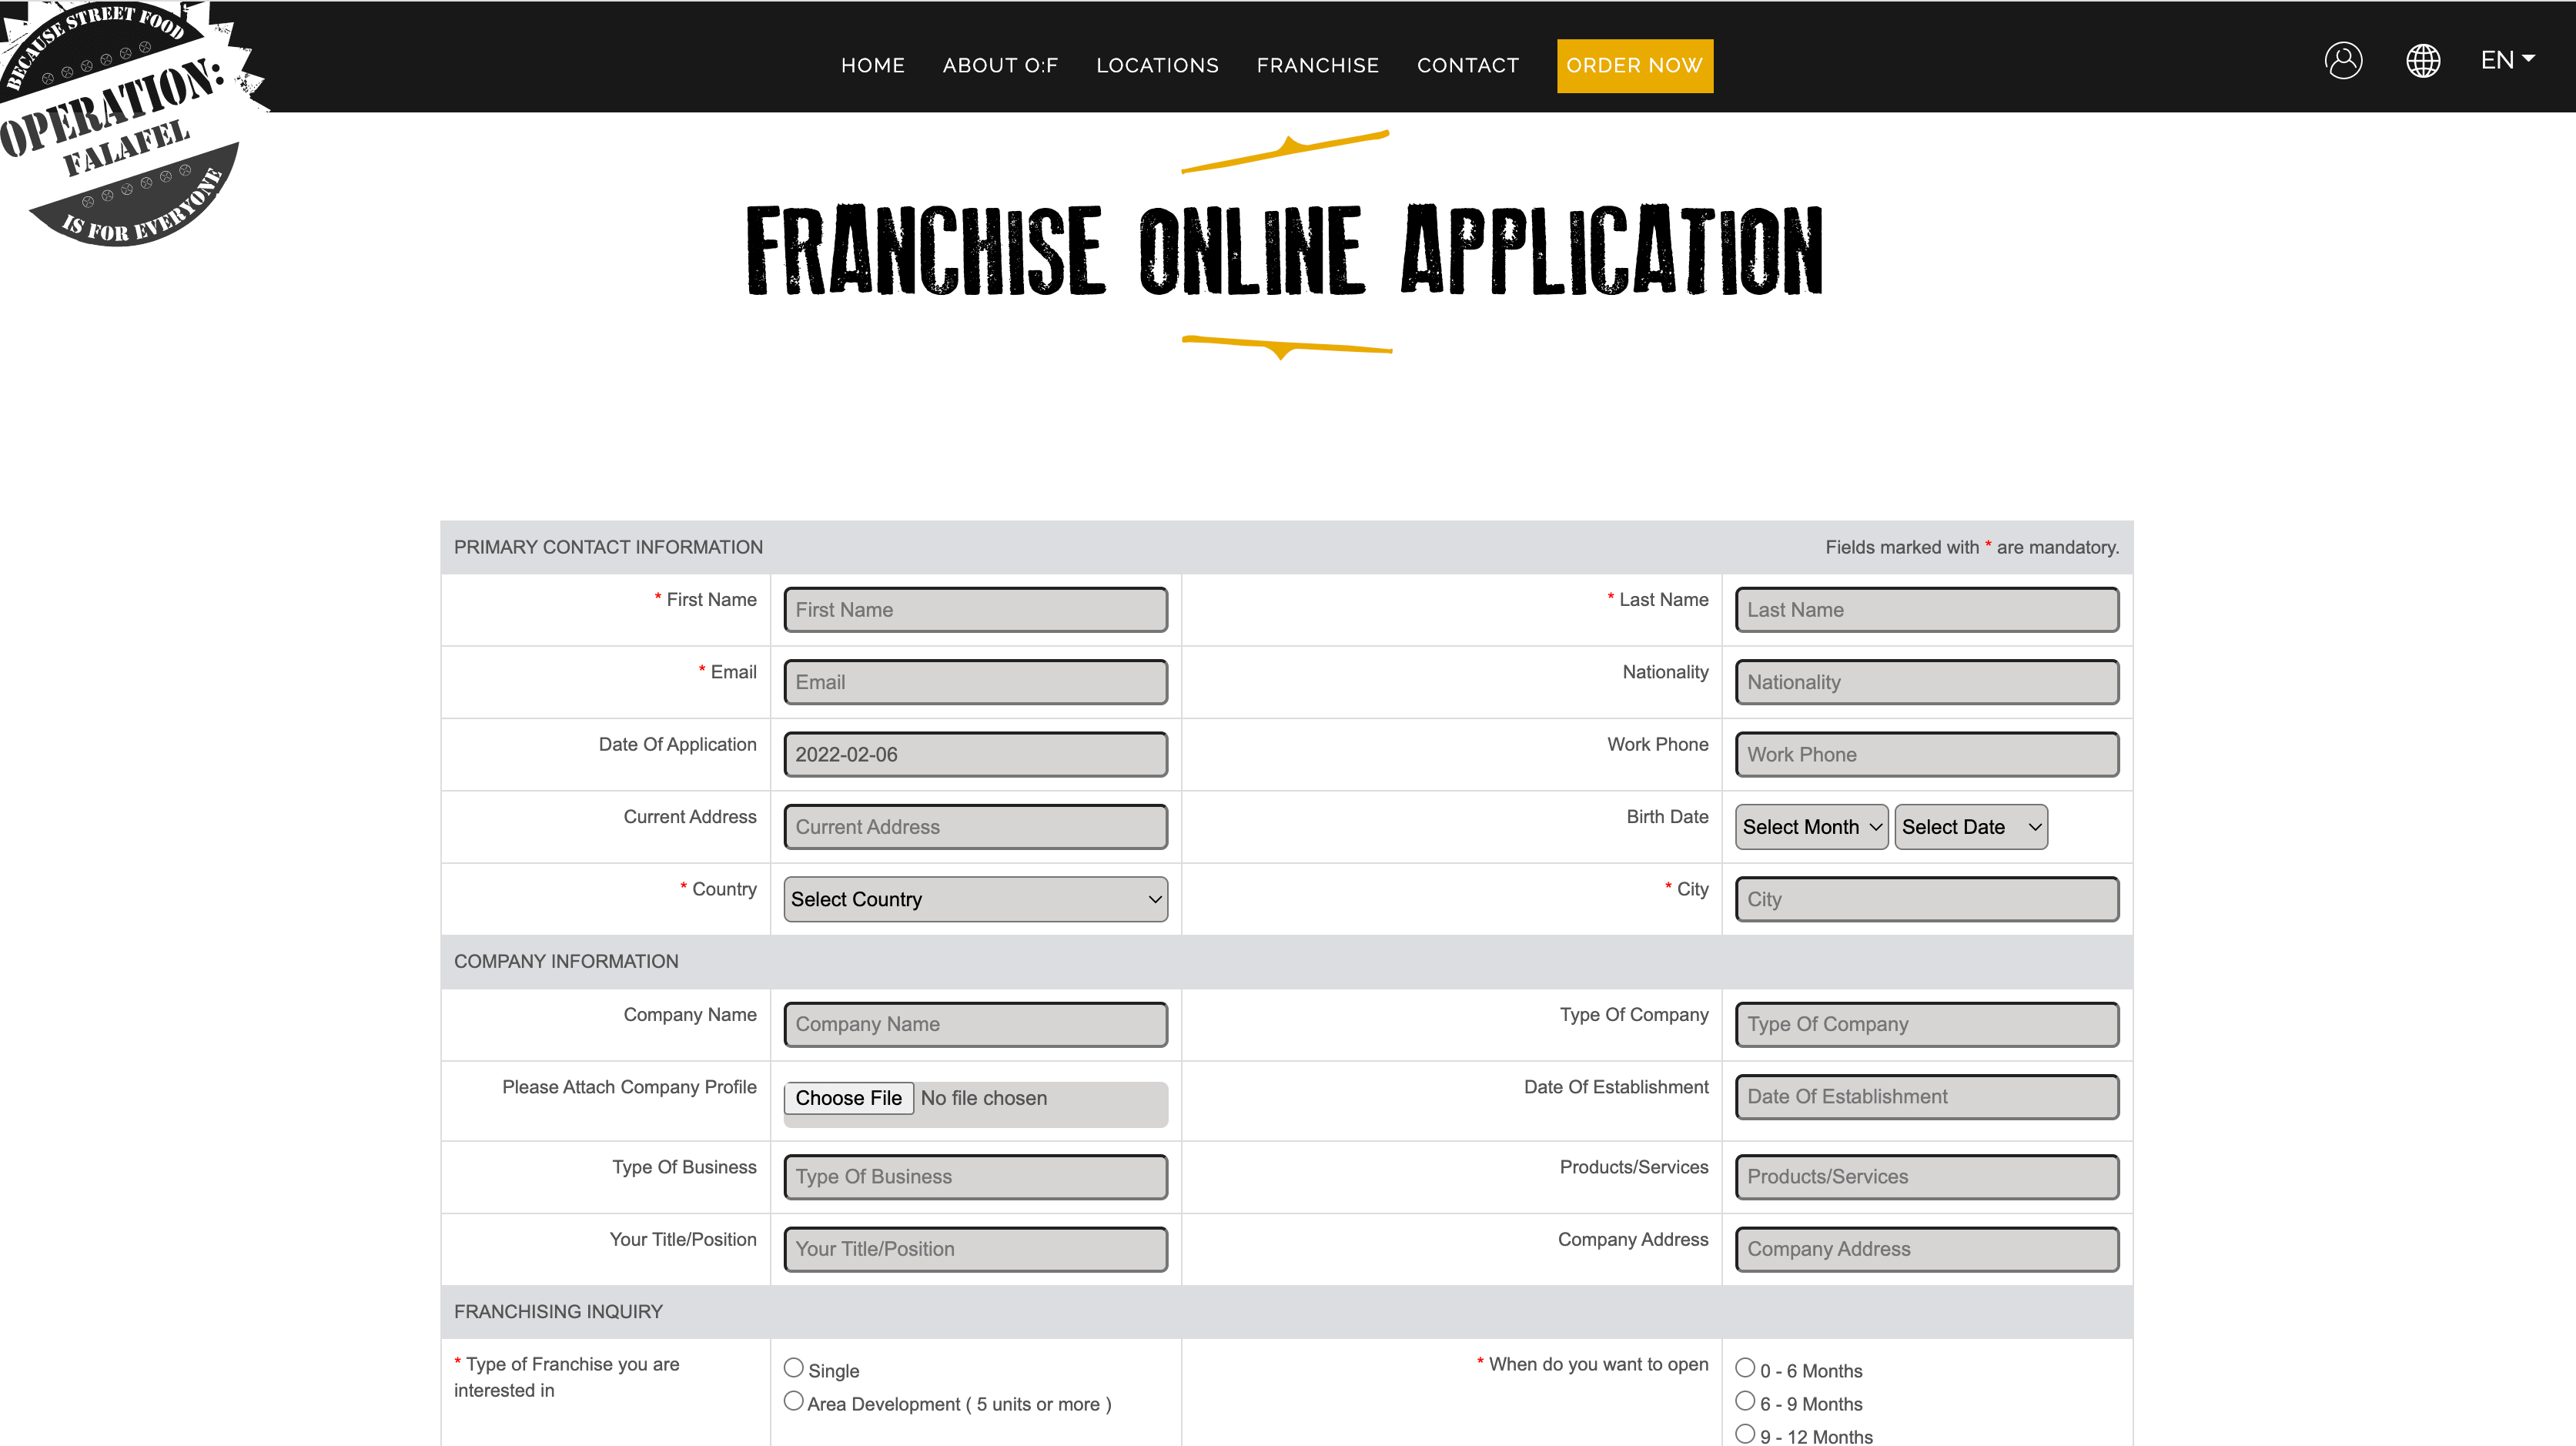 BECAUSE STREET FOOD
OPERATION:
FALAFEL
IS FOR EVERYONE
HOME ABOUT O:F LOCATIONS FRANCHISE CONTACT ORDER NOW EN
FRANCHISE ONLINE APPLICATION
PRIMARY CONTACT INFORMATION Fields marked with * are mandatory.
* First Name First Name * Last Name Last Name
* Email Email Nationality Nationality
Date Of Application 2022-02-06 Work Phone Work Phone
Current Address Current Address Birth Date Select Month Select Date
* Country Select Country * City City
COMPANY INFORMATION
Company Name Company Name Type Of Company Type Of Company
Please Attach Company Profile Choose File No file chosen Date Of Establishment Date Of Establishment
Type Of Business Type Of Business Products/Services Products/Services
Your Title/Position Your Title/Position Company Address Company Address
FRANCHISING INQUIRY
* Type of Franchise you are interested in
Single
Area Development ( 5 units or more )
* When do you want to open
0 - 6 Months
6 - 9 Months
9 - 12 Months